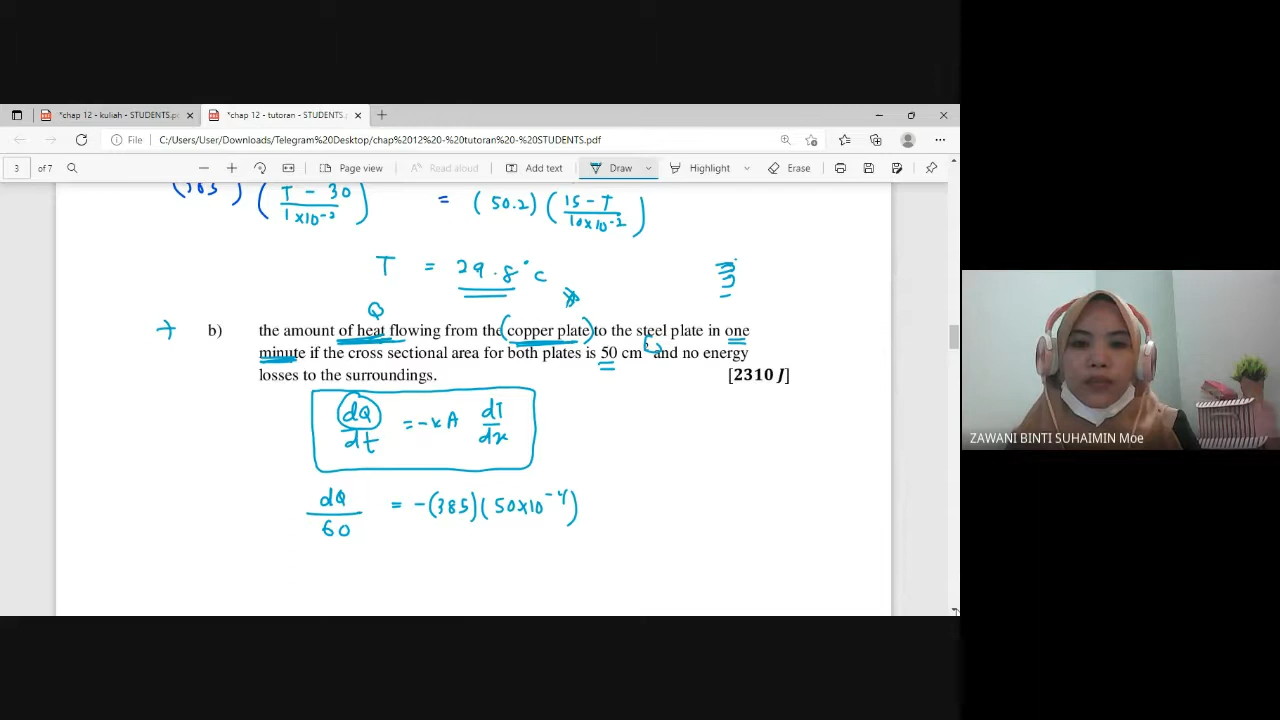 *chap 12 - kuliah - STUDENTS.p
*chap 12 - tutoran - STUDENTS.
File C:/Users/User/Downloads/Telegram%20Desktop/chap%2012%20-%20tutoran%20-%20STUDENTS.pdf
3 of 7 Page view Read aloud Add text Draw Highlight Erase
(385) ( T - 30 / 1x10⁻² ) = (50.2) ( 15 - T / 10x10⁻² )
T = 29.8°C
Q
b) the amount of heat flowing from the (copper plate) to the steel plate in one
minute if the cross sectional area for both plates is 50 cm² and no energy
losses to the surroundings. [2310 J]
dQ/dt = -kA dT/dx
dQ/60 = -(385)(50x10⁻⁴)
ZAWANI BINTI SUHAIMIN Moe